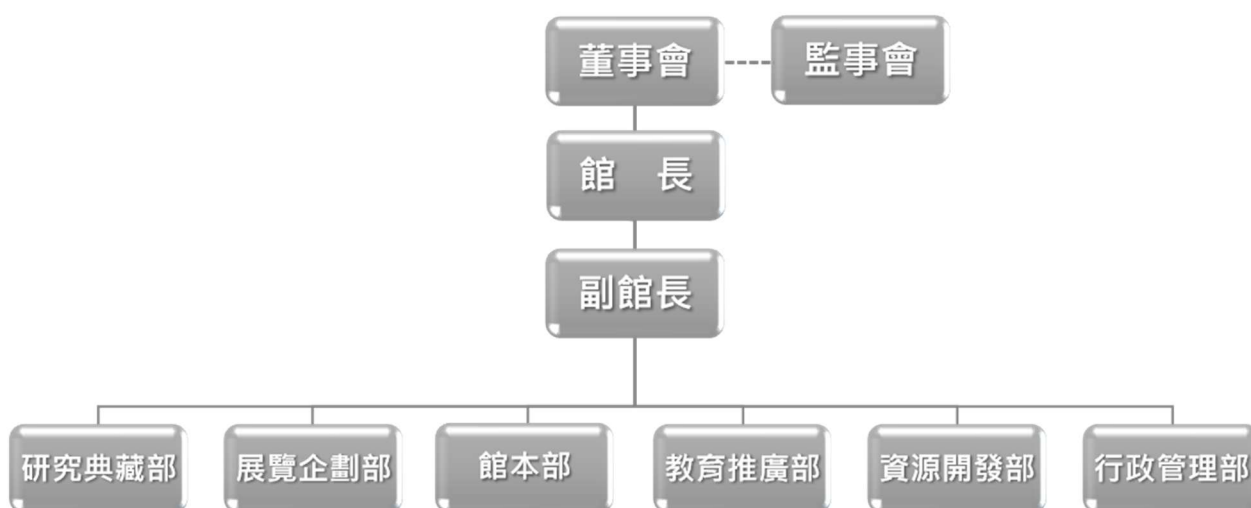 董事會
監事會
館 長
副館長
研究典藏部
展覽企劃部
館本部
教育推廣部
資源開發部
行政管理部